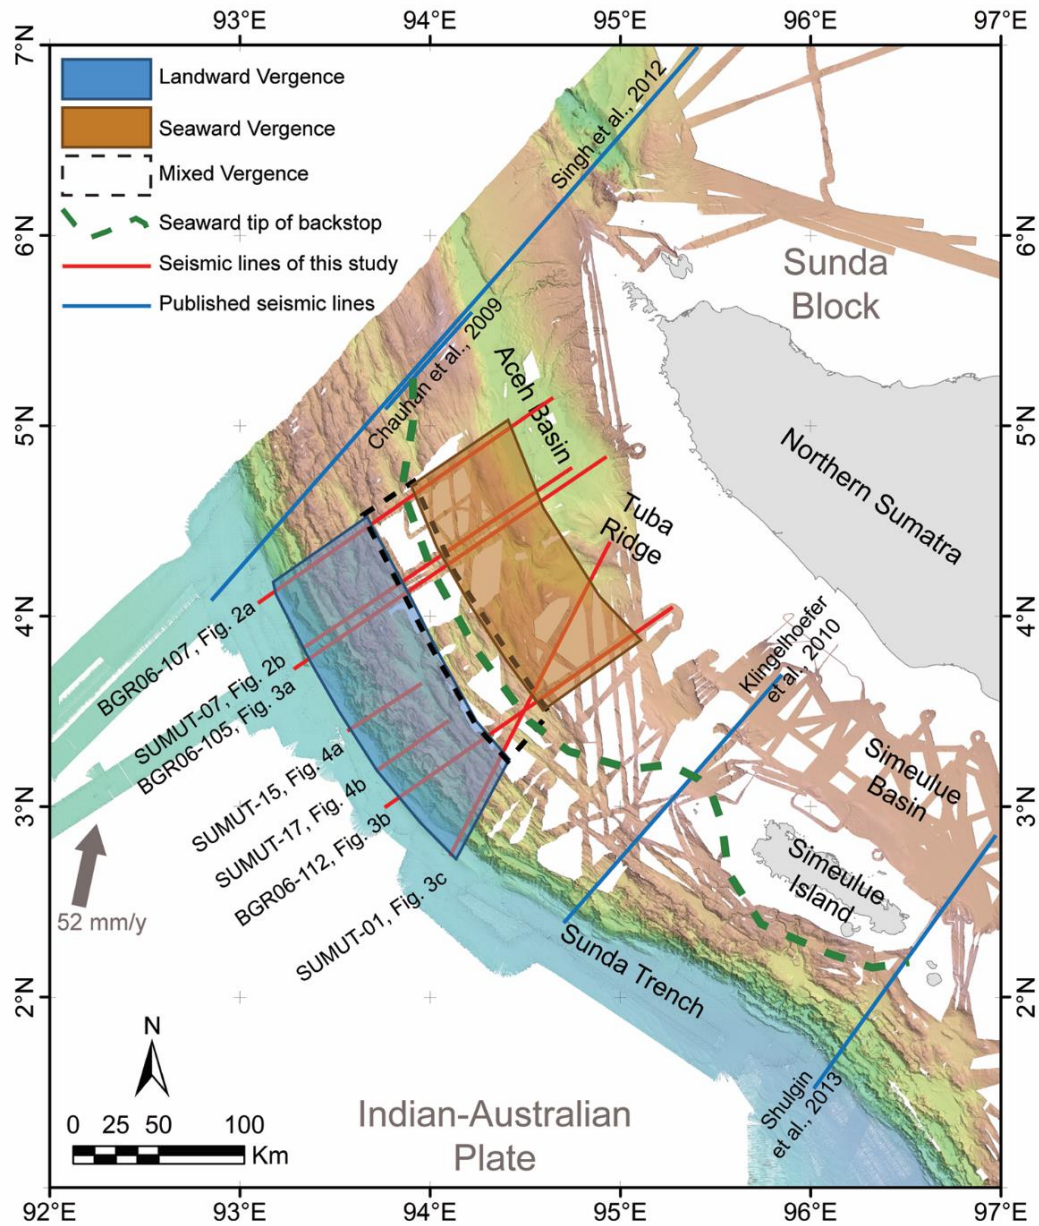 93°E 94°E 95°E 96°E 97°E
7°N
Landward Vergence
Seaward Vergence
Mixed Vergence
Seaward tip of backstop
Seismic lines of this study
Published seismic lines
6°N
5°N
4°N
3°N
2°N
7°N
6°N
5°N
4°N
3°N
2°N
Singh et al., 2012
Sunda
Block
Chauhan et al., 2009
Aceh Basin
Northern Sumatra
Tuba
Ridge
BGR06-107, Fig. 2a
SUMUT-07, Fig. 2b
BGR06-105, Fig. 3a
SUMUT-15, Fig. 4a
SUMUT-17, Fig. 4b
BGR06-112, Fig. 3b
SUMUT-01, Fig. 3c
Klingelhoefer
et al., 2010
Simeulue
Basin
Simeulue
Island
Sunda Trench
Shulgin
et al., 2013
52 mm/y
N
0 25 50 100
Km
Indian-Australian
Plate
92°E 93°E 94°E 95°E 96°E 97°E